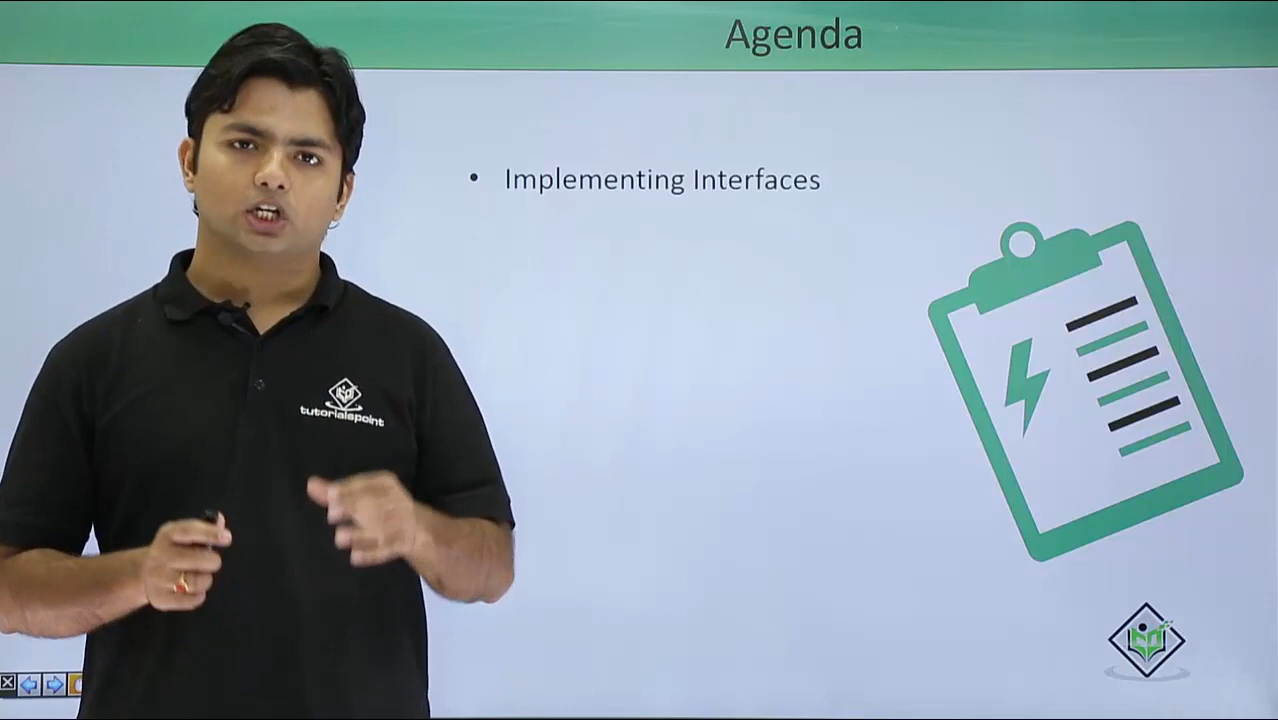 Agenda
• Implementing Interfaces
tutorialspoint